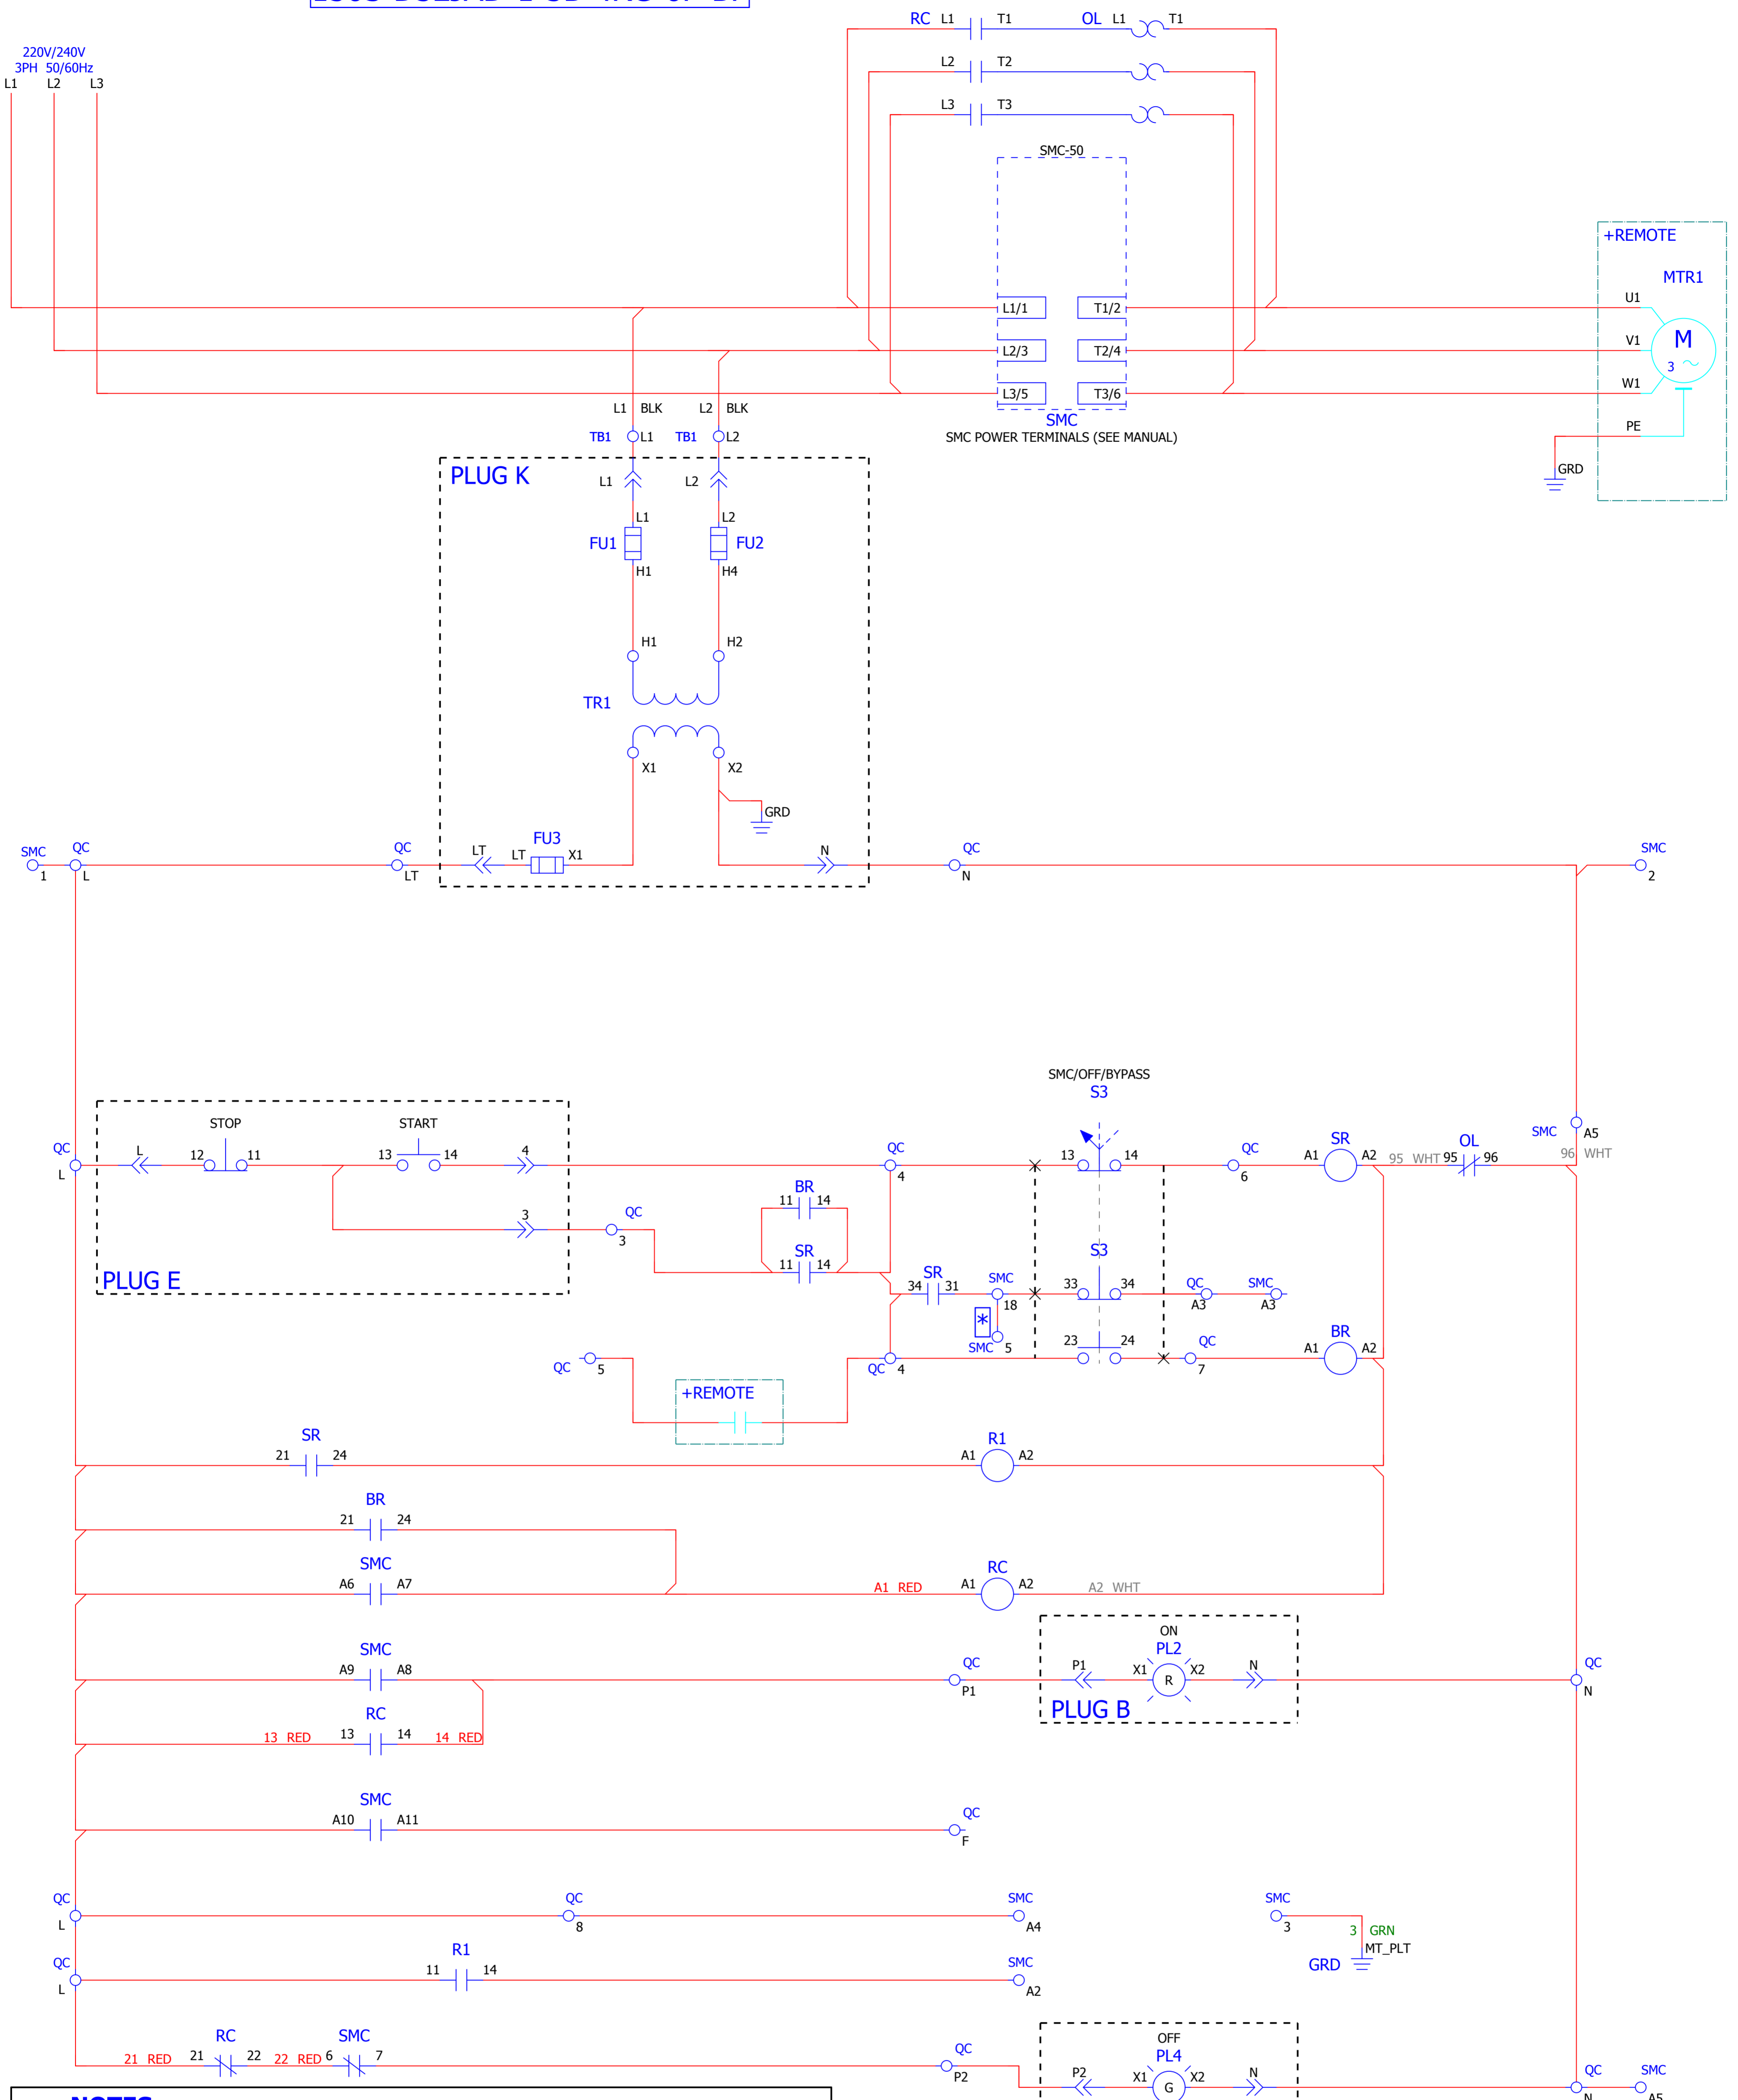 RC L1 T1 OL L1 T1
220V/240V
3PH 50/60Hz
L1 L2 L3
L2 T2
L3 T3
SMC-50
+REMOTE
MTR1
L1/1 T1/2 U1
L2/3 T2/4 V1 M
3
L3/5 T3/6 W1
L1 BLK L2 BLK
SMC
PE
TB1 L1 TB1 L2
SMC POWER TERMINALS (SEE MANUAL)
PLUG K
L1 L2
GRD
L1 L2
FU1 FU2
H1 H4
H1 H2
TR1
X1 X2
GRD
SMC QC QC LT LT FU3 X1 N QC SMC
1 L LT N 2
SMC/OFF/BYPASS
S3
STOP START
QC L 12 11 13 14 4 QC 13 14 QC SR OL SMC A5
L 4 6 A1 A2 95 WHT 95 96 96 WHT
BR
11 14
3 QC
3
SR
11 14
S3
PLUG E
SR
34 31 SMC 33 34 QC SMC
18 A3 A3
*
SMC 5 23 24 QC BR
A1 A2
QC 5 QC 4 7
+REMOTE
SR R1
21 24 A1 A2
BR
21 24
SMC RC
A6 A7 A1 RED A1 A2 A2 WHT
ON
SMC QC PL2 QC
A9 A8 P1 P1 X1 R X2 N N
PLUG B
RC
13 RED 13 14 14 RED
SMC
A10 A11 QC
F
QC QC SMC SMC
L 8 A4 3
3 GRN
MT_PLT
GRD
QC R1 SMC
L 11 14 A2
OFF
RC SMC QC PL4
21 RED 21 22 22 RED 6 7 P2 P2 X1 G X2 N QC SMC